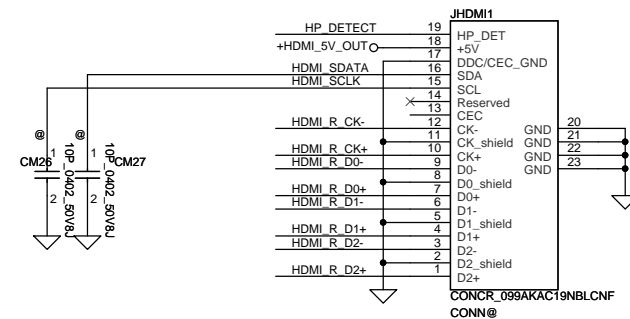 JHDMI1
HP_DETECT 19 HP_DET
+HDMI_5V_OUT 18 +5V
17 DDC/CEC_GND
HDMI_SDATA 16 SDA
HDMI_SCLK 15 SCL
14 Reserved
13 CEC
HDMI_R_CK- 12 CK- GND 20
11 CK_shield GND 21
HDMI_R_CK+ 10 CK+ GND 22
HDMI_R_D0- 9 D0- GND 23
8 D0_shield
HDMI_R_D0+ 7 D0+
HDMI_R_D1- 6 D1-
5 D1_shield
HDMI_R_D1+ 4 D1+
HDMI_R_D2- 3 D2-
2 D2_shield
HDMI_R_D2+ 1 D2+
CONCR_099AKAC19NBLCNF
CONN@
@
CM26
1
2
10P_0402_50V8J
@
CM27
1
2
10P_0402_50V8J